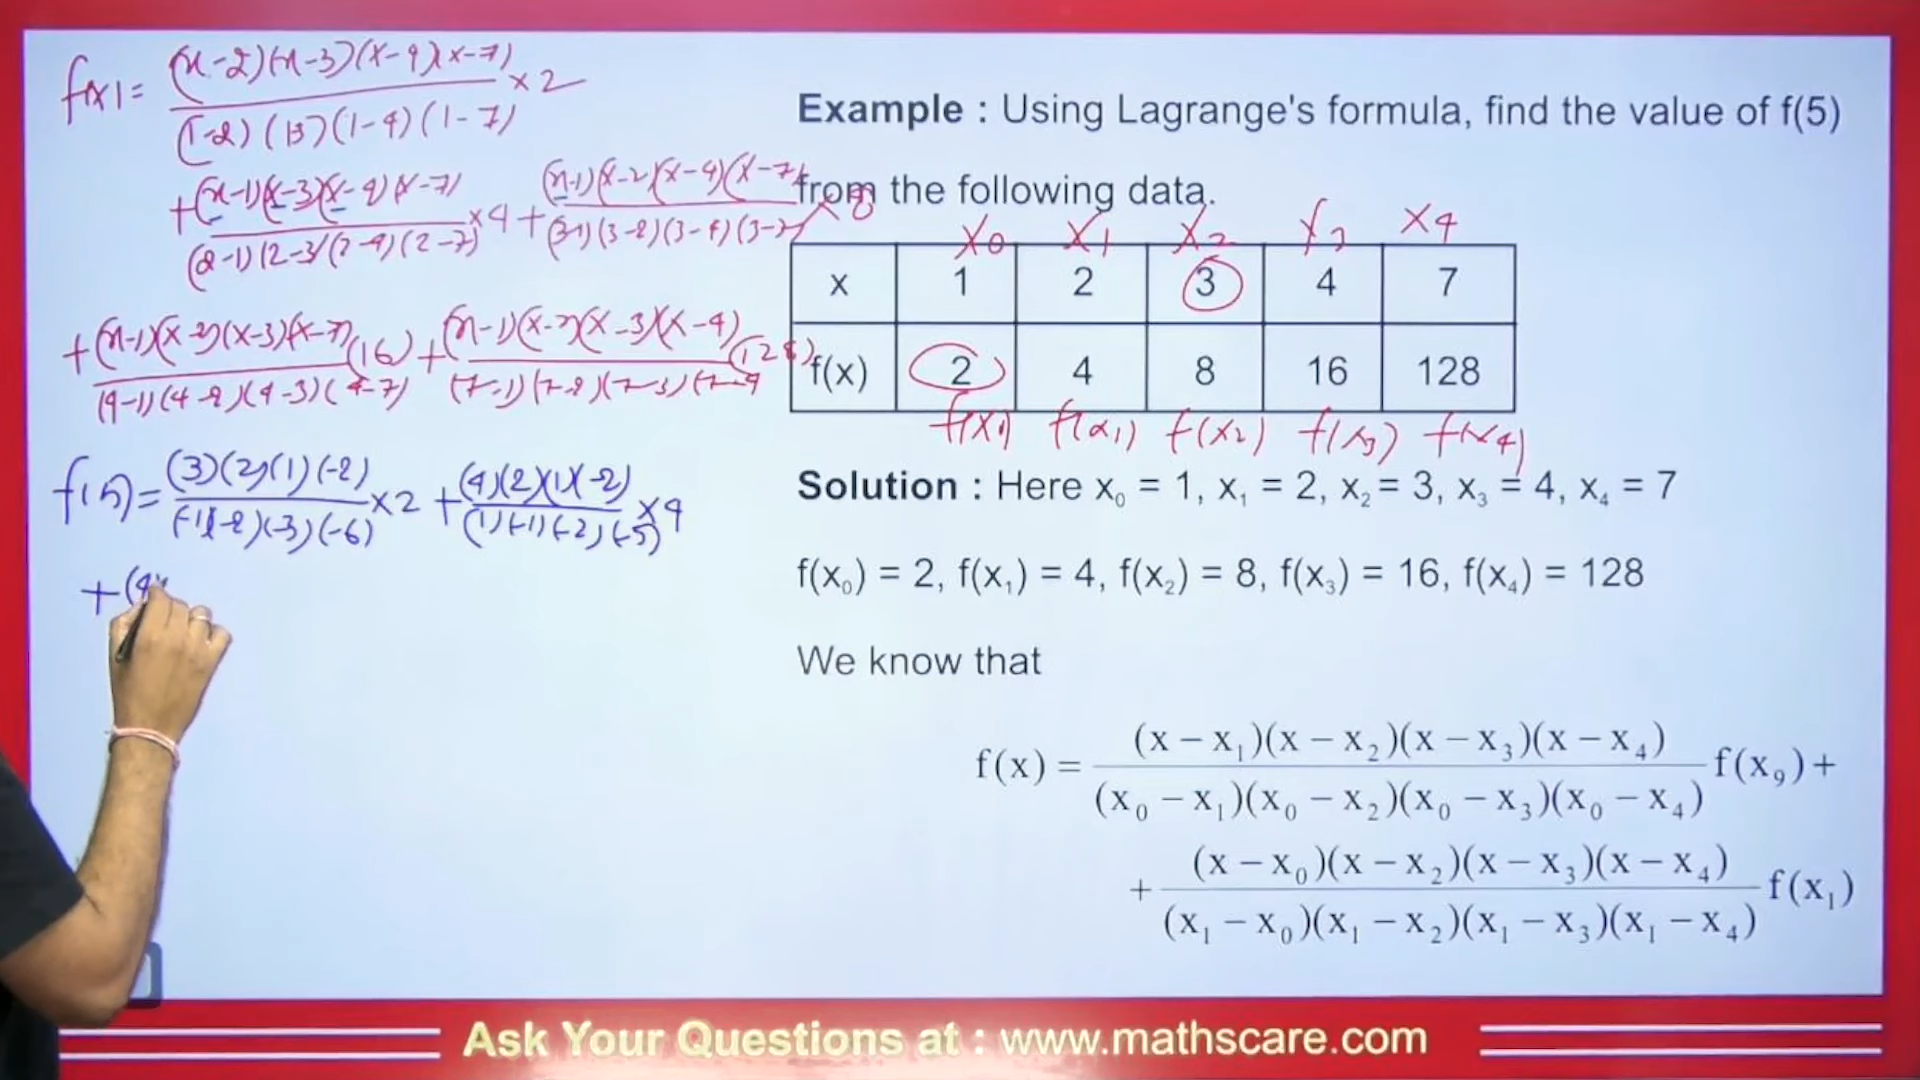 f(x)= (x-2)(x-3)(x-4)(x-7) ×2
(1-2)(1-3)(1-4)(1-7)
+(x-1)(x-3)(x-4)(x-7) ×4 + (x-1)(x-2)(x-4)(x-7) ×8
(2-1)(2-3)(2-4)(2-7) (3-1)(3-2)(3-4)(3-7)
+(x-1)(x-2)(x-3)(x-7) (16) + (x-1)(x-2)(x-3)(x-4) (128)
(4-1)(4-2)(4-3)(4-7) (7-1)(7-2)(7-3)(7-4
f(5)= (3)(2)(1)(-2) ×2 + (4)(2)(1)(-2) ×4
(-1)(-2)(-3)(-6) (1)(-1)(-2)(-5)
+(4)
Example : Using Lagrange's formula, find the value of f(5)
from the following data.
x₀ x₁ x₂ x₃ x₄
x 1 2 3 4 7
f(x) 2 4 8 16 128
f(x₀) f(x₁) f(x₂) f(x₃) f(x₄)
Solution : Here x₀ = 1, x₁ = 2, x₂ = 3, x₃ = 4, x₄ = 7
f(x₀) = 2, f(x₁) = 4, f(x₂) = 8, f(x₃) = 16, f(x₄) = 128
We know that
f(x) = (x − x₁)(x − x₂)(x − x₃)(x − x₄) f(x₉) +
(x₀ − x₁)(x₀ − x₂)(x₀ − x₃)(x₀ − x₄)
+ (x − x₀)(x − x₂)(x − x₃)(x − x₄) f(x₁)
(x₁ − x₀)(x₁ − x₂)(x₁ − x₃)(x₁ − x₄)
Ask Your Questions at : www.mathscare.com